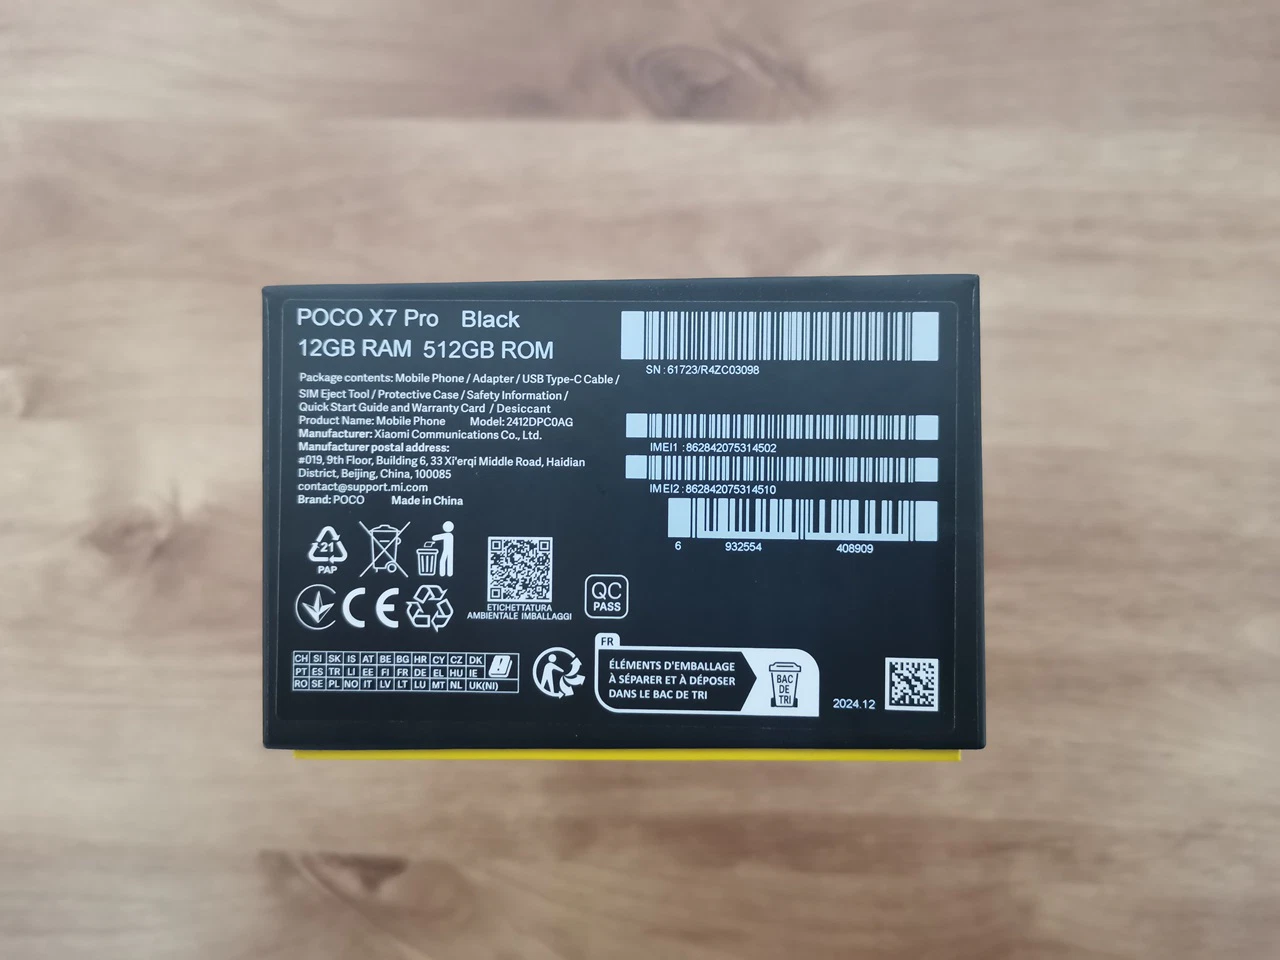 POCO X7 Pro Black
12GB RAM 512GB ROM
Package contents: Mobile Phone / Adapter / USB Type-C Cable /
SIM Eject Tool / Protective Case / Safety Information /
Quick Start Guide and Warranty Card / Desiccant
Product Name: Mobile Phone Model: 2412DPC0AG
Manufacturer: Xiaomi Communications Co., Ltd.
Manufacturer postal address:
#019, 9th Floor, Building 6, 33 Xi'erqi Middle Road, Haidian
District, Beijing, China, 100085
contact@support.mi.com
Brand: POCO Made in China
SN : 61723/R4ZC03098
IMEI1 : 862842075314502
IMEI2 : 862842075314510
6 932554 408909
21
PAP
CE
ETICHETTATURA
AMBIENTALE IMBALLAGGI
QC
PASS
CH SI SK IS AT BE BG HR CY CZ DK
PT ES TR LI EE FI FR DE EL HU IE
RO SE PL NO IT LV LT LU MT NL UK(NI)
FR
ÉLÉMENTS D'EMBALLAGE
À SÉPARER ET À DÉPOSER
DANS LE BAC DE TRI
BAC
DE
TRI
2024.12